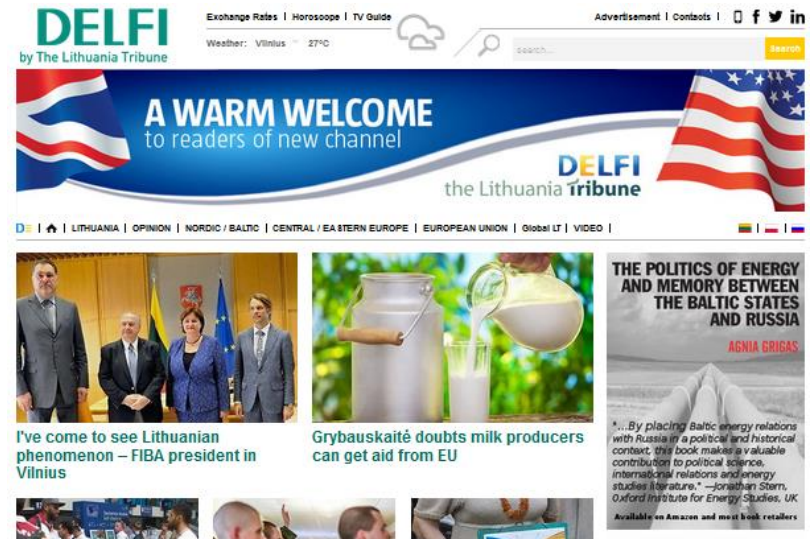 DELFI
by The Lithuania Tribune
Exchange Rates | Horoscope | TV Guide
Weather: Vilnius 27°C
Advertisement | Contacts |
search...
Search
A WARM WELCOME
to readers of new channel
DELFI
the Lithuania Tribune
DE | | LITHUANIA | OPINION | NORDIC / BALTIC | CENTRAL / EASTERN EUROPE | EUROPEAN UNION | Global LT | VIDEO |
I've come to see Lithuanian
phenomenon – FIBA president in
Vilnius
Grybauskaitė doubts milk producers
can get aid from EU
THE POLITICS OF ENERGY
AND MEMORY BETWEEN
THE BALTIC STATES
AND RUSSIA
AGNIA GRIGAS
"...By placing Baltic energy relations
with Russia in a political and historical
context, this book makes a valuable
contribution to political science,
international relations and energy
studies literature." —Jonathan Stern,
Oxford Institute for Energy Studies, UK
Available on Amazon and most book retailers